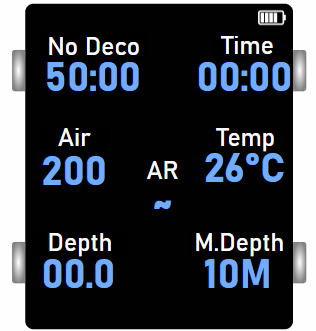 No Deco Time
50:00 00:00
Air Temp
200 AR 26°C
~
Depth M.Depth
00.0 10M